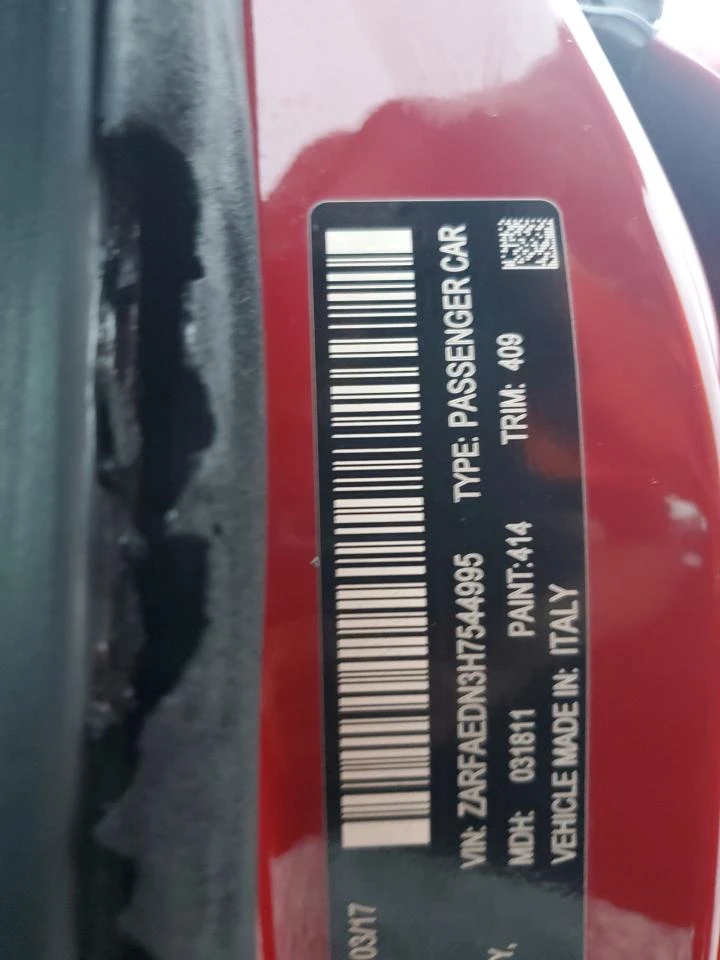 03/17
VIN: ZARFAEDN3H7544995 TYPE: PASSENGER CAR
MDH: 031811 PAINT:414 TRIM: 409
VEHICLE MADE IN: ITALY
Y.